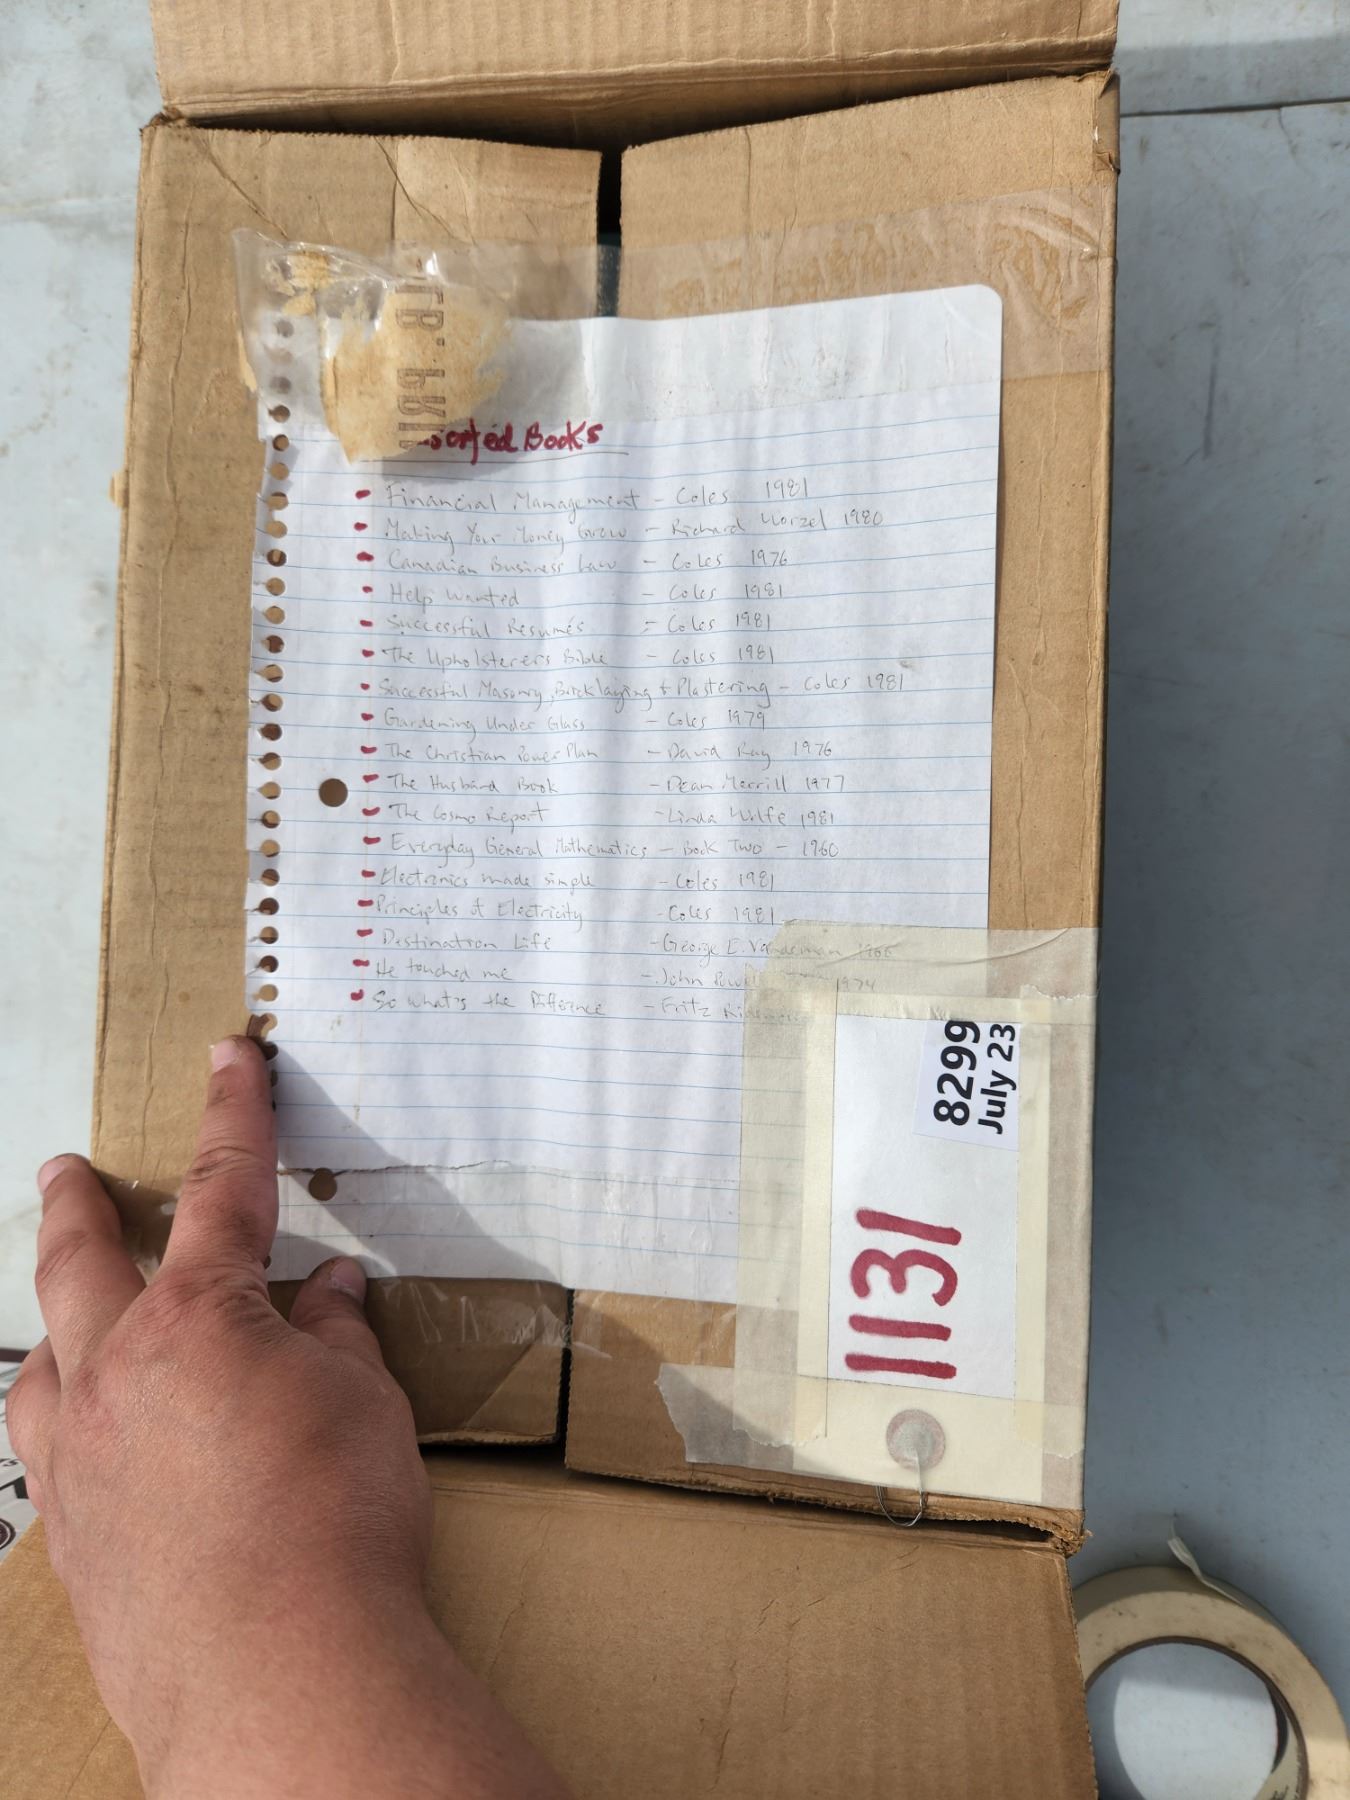 sorted Books
- Financial Management - Coles 1981
- Making Your Money Grow - Richard Worzel 1980
- Canadian Business Law - Coles 1976
- Help Wanted - Coles 1981
- Successful Resumés - Coles 1981
- The Upholsterers Bible - Coles 1981
- Successful Masonry, Bricklaying + Plastering - Coles 1981
- Gardening Under Glass - Coles 1979
- The Christian Power Plan - David Ray 1976
- The Husband Book - Dean Merrill 1977
- The Cosmo Report - Linda Wolfe 1981
- Everyday General Mathematics - Book Two - 1960
- Electronics made simple - Coles 1981
- Principles of Electricity - Coles 1981
- Destination Life - George E. Vandeman 1966
- He touched me - John Powell 1974
- So what's the Difference - Fritz
8299
July 23
1131